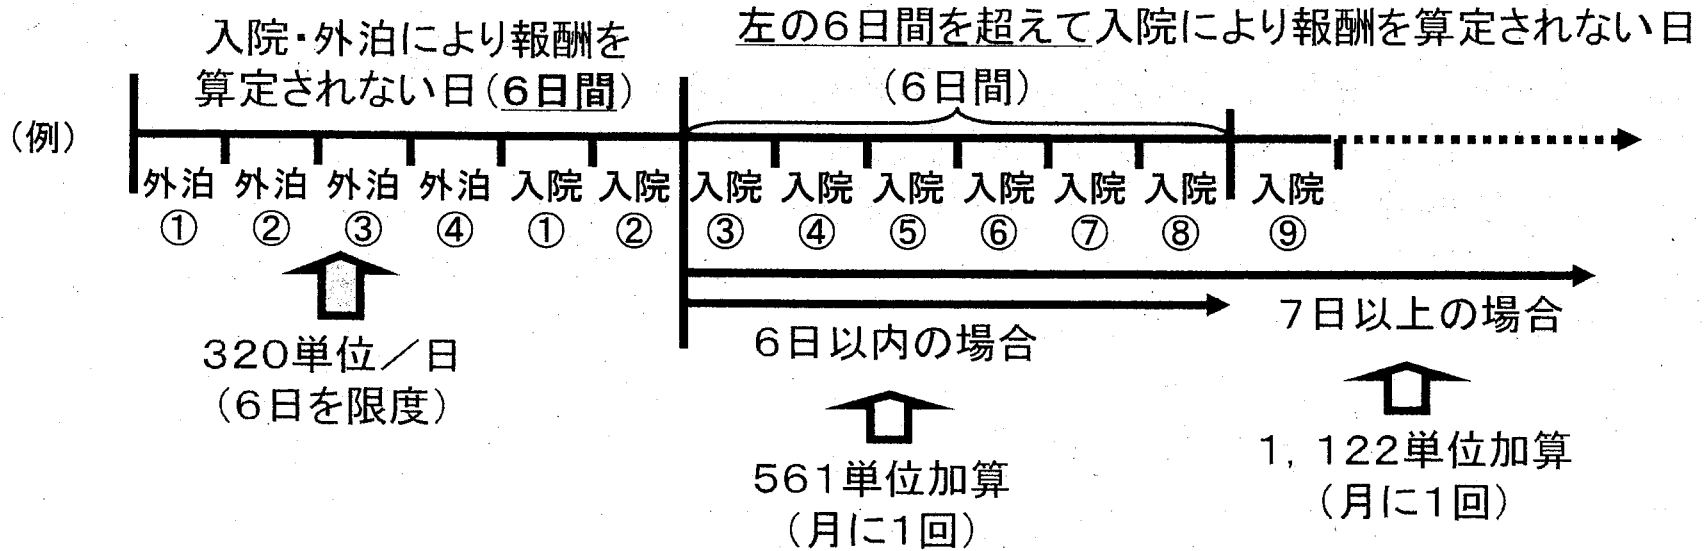 入院・外泊により報酬を
算定されない日(6日間)
左の6日間を超えて入院により報酬を算定されない日
(6日間)
(例)
外泊 外泊 外泊 外泊 入院 入院 入院 入院 入院 入院 入院 入院 入院
① ② ③ ④ ① ② ③ ④ ⑤ ⑥ ⑦ ⑧ ⑨
320単位/日
(6日を限度)
6日以内の場合
7日以上の場合
561単位加算
(月に1回)
1,122単位加算
(月に1回)